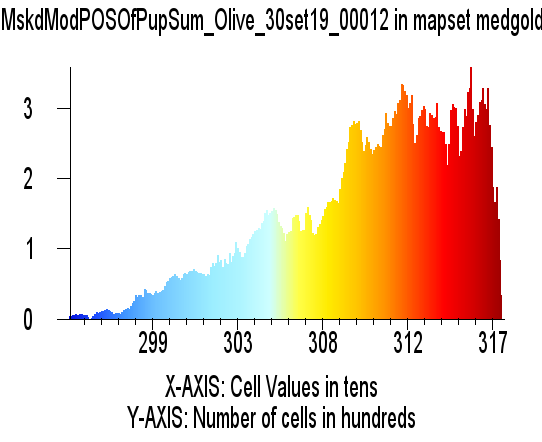 MskdModPOSOfPupSum_Olive_30set19_00012 in mapset medgold
3
2
1
0
299 303 308 312 317
X-AXIS: Cell Values in tens
Y-AXIS: Number of cells in hundreds